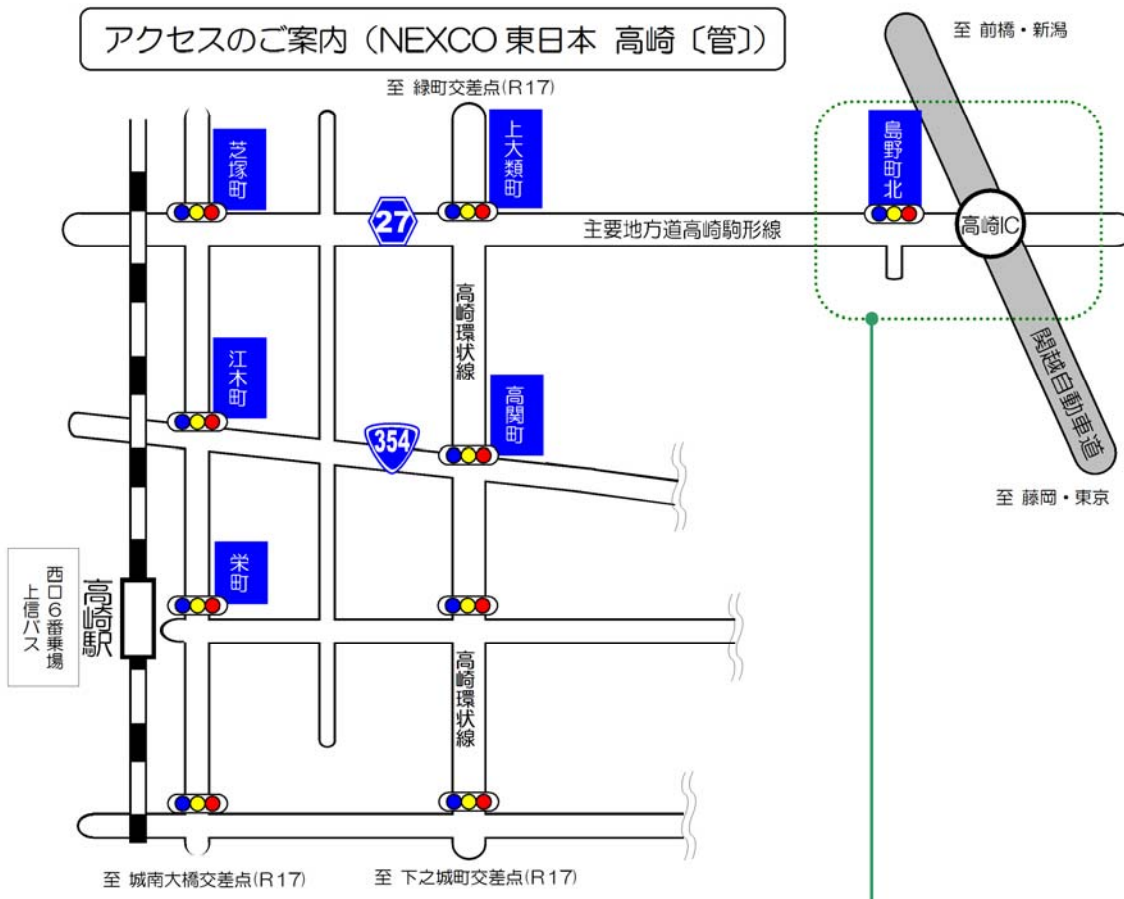 アクセスのご案内（NEXCO 東日本 高崎〔管〕）
至 前橋・新潟
至 緑町交差点(R17)
芝塚町
上大類町
島野町北
27
主要地方道高崎駒形線
高崎IC
高崎環状線
関越自動車道
江木町
高関町
354
至 藤岡・東京
栄町
西口6番乗場
上信バス
高崎駅
高崎環状線
至 城南大橋交差点(R17)
至 下之城町交差点(R17)